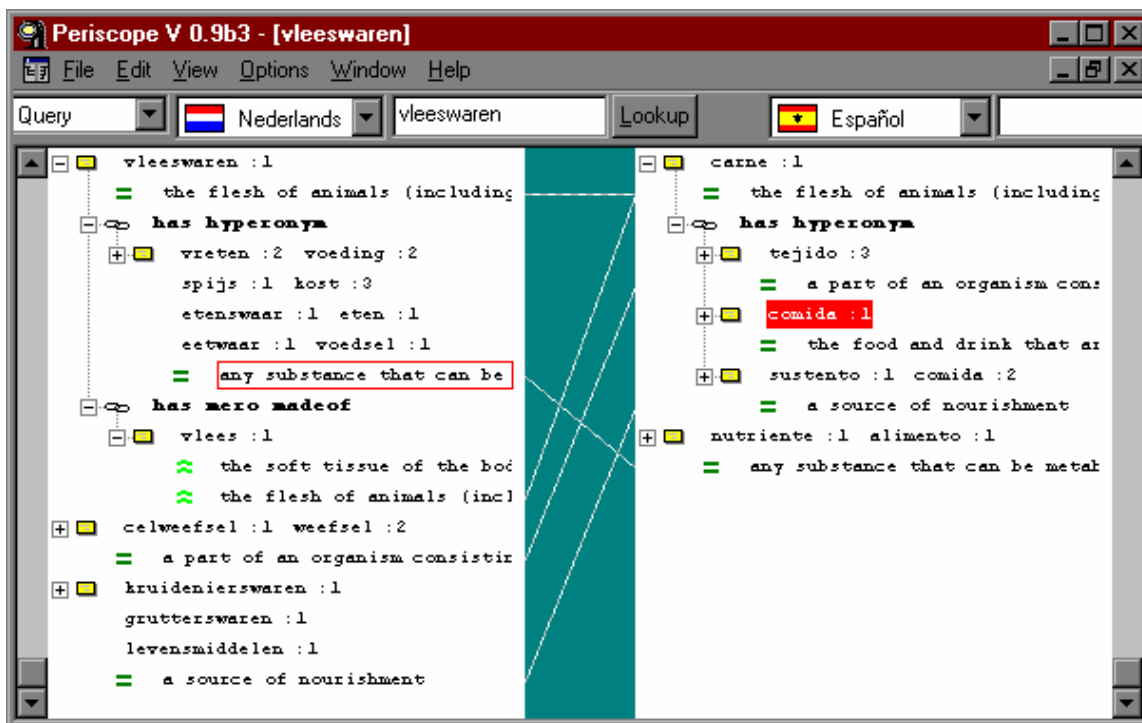 Periscope V 0.9b3 - [vleeswaren]
File Edit View Options Window Help
Query Nederlands vleeswaren Lookup Español
vleeswaren :1
the flesh of animals (including
has hyperonym
vreten :2 voeding :2
spijs :1 kost :3
etenswaar :1 eten :1
eetwaar :1 voedsel :1
any substance that can be
has mero madeof
vlees :1
the soft tissue of the bod
the flesh of animals (incl
celweefsel :1 weefsel :2
a part of an organism consistin
kruidenierswaren :1
grutterswaren :1
levensmiddelen :1
a source of nourishment
carne :1
the flesh of animals (including
has hyperonym
tejido :3
a part of an organism cons
comida :1
the food and drink that ar
sustento :1 comida :2
a source of nourishment
nutriente :1 alimento :1
any substance that can be metab